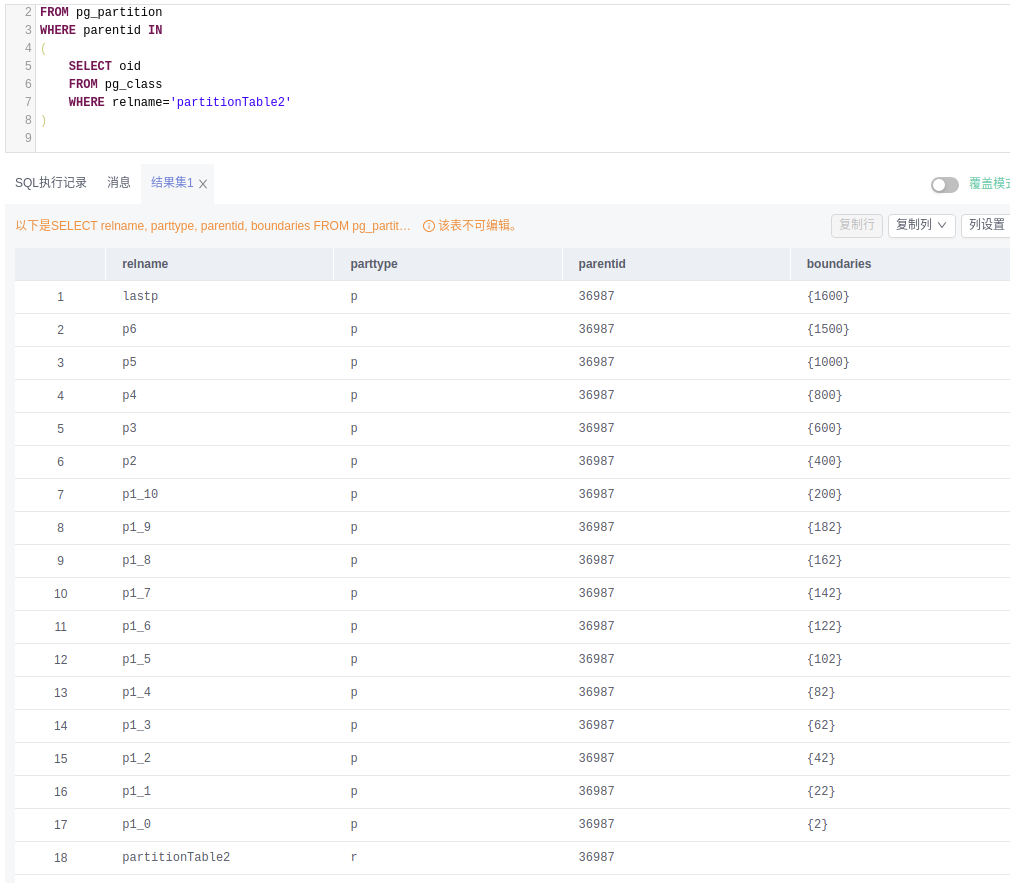 2 FROM pg_partition
3 WHERE parentid IN
4 (
5 SELECT oid
6 FROM pg_class
7 WHERE relname='partitionTable2'
8 )
9
SQL执行记录 消息 结果集1 覆盖模式
以下是SELECT relname, parttype, parentid, boundaries FROM pg_partit... 该表不可编辑。 复制行 复制列 列设置
relname parttype parentid boundaries
1 lastp p 36987 {1600}
2 p6 p 36987 {1500}
3 p5 p 36987 {1000}
4 p4 p 36987 {800}
5 p3 p 36987 {600}
6 p2 p 36987 {400}
7 p1_10 p 36987 {200}
8 p1_9 p 36987 {182}
9 p1_8 p 36987 {162}
10 p1_7 p 36987 {142}
11 p1_6 p 36987 {122}
12 p1_5 p 36987 {102}
13 p1_4 p 36987 {82}
14 p1_3 p 36987 {62}
15 p1_2 p 36987 {42}
16 p1_1 p 36987 {22}
17 p1_0 p 36987 {2}
18 partitionTable2 r 36987